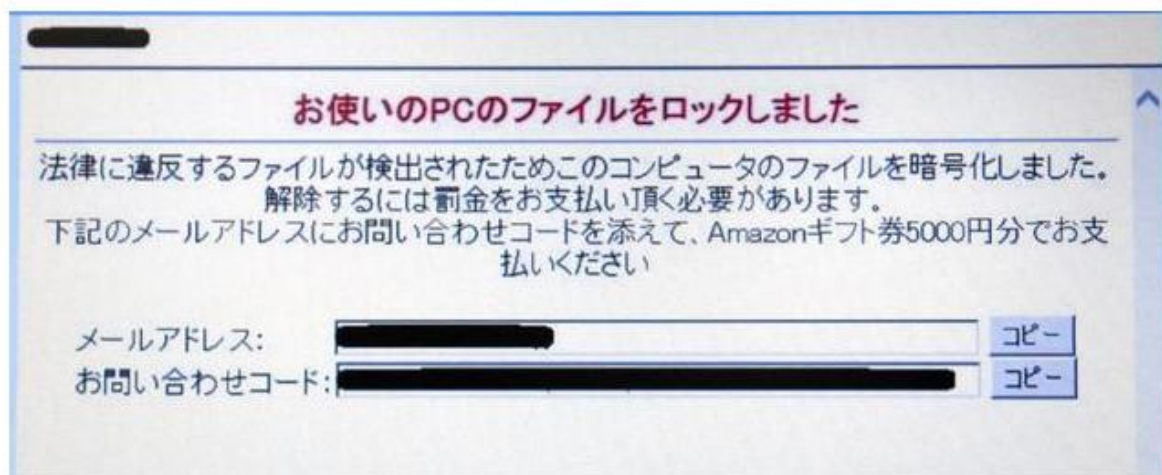 お使いのPCのファイルをロックしました
法律に違反するファイルが検出されたためこのコンピュータのファイルを暗号化しました。
解除するには罰金をお支払い頂く必要があります。
下記のメールアドレスにお問い合わせコードを添えて、Amazonギフト券5000円分でお支
払いください
メールアドレス: コピー
お問い合わせコード: コピー